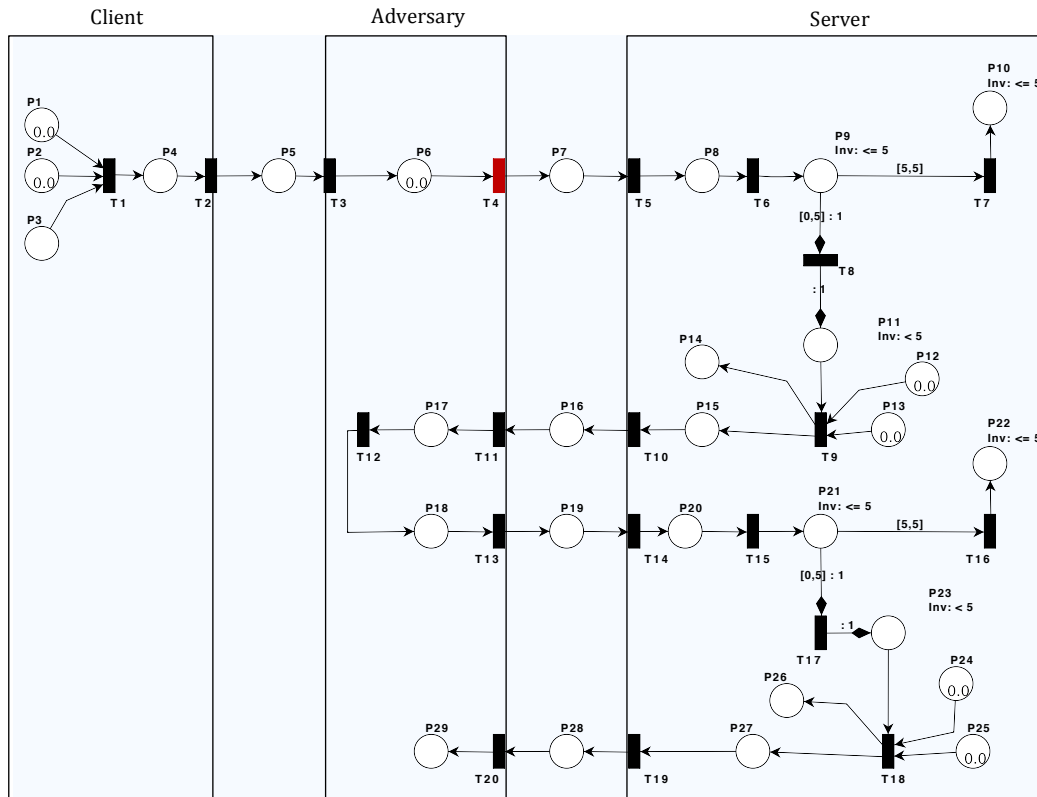 Client Adversary Server
P10
Inv: <= 5
P1
0.0
P2
0.0
P3
P4
T1
T2
P5
T3
P6
0.0
T4
P7
T5
P8
T6
P9
Inv: <= 5
[5,5]
T7
[0,5] : 1
T8
: 1
P11
Inv: < 5
P14
P12
0.0
P13
0.0
T9
P15
T10
P16
T11
P17
T12
P22
Inv: <= 5
P18
T13
P19
T14
P20
T15
P21
Inv: <= 5
[5,5]
T16
[0,5] : 1
T17
: 1
P23
Inv: < 5
P26
P24
0.0
P25
0.0
T18
P27
T19
P28
T20
P29